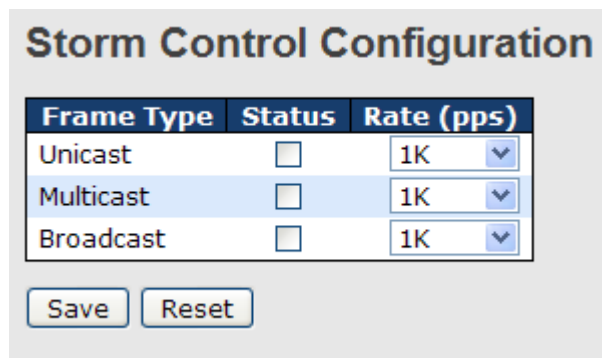 Storm Control Configuration
Frame Type Status Rate (pps)
Unicast 1K
Multicast 1K
Broadcast 1K
Save Reset